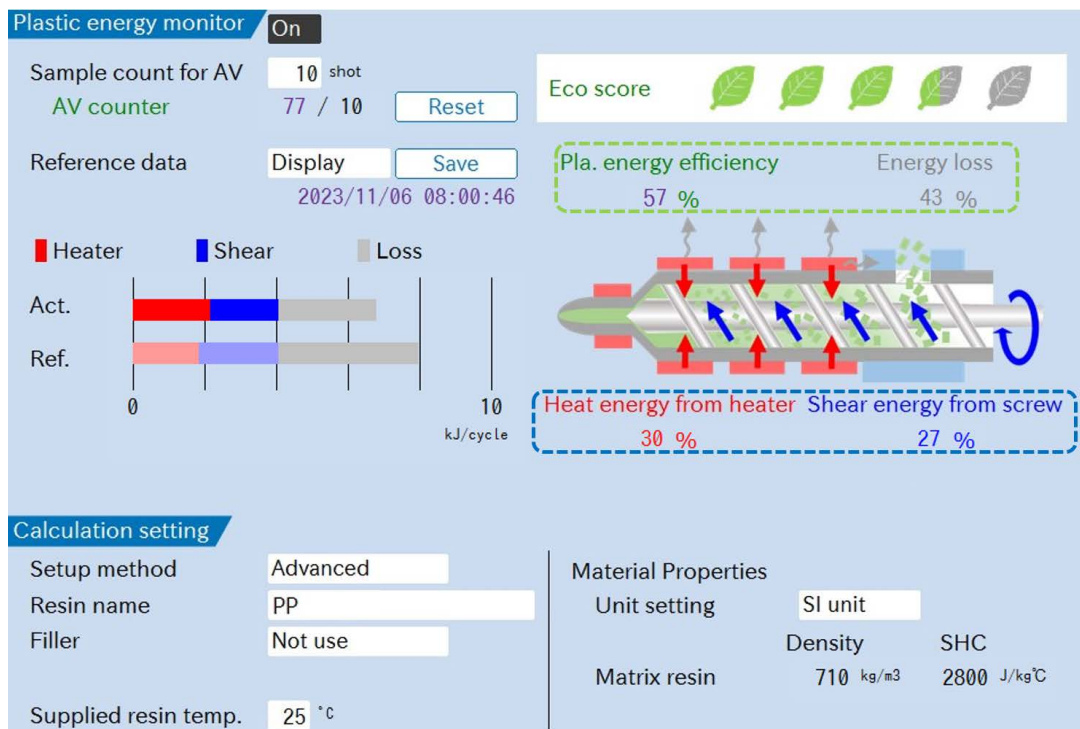 Plastic energy monitor On
Sample count for AV 10 shot
AV counter 77 / 10 Reset
Eco score
Reference data Display Save
2023/11/06 08:00:46
Pla. energy efficiency Energy loss
57 % 43 %
Heater Shear Loss
Act.
Ref.
0 10
kJ/cycle
Heat energy from heater Shear energy from screw
30 % 27 %
Calculation setting
Setup method Advanced
Resin name PP
Filler Not use
Supplied resin temp. 25 °C
Material Properties
Unit setting SI unit
Density SHC
Matrix resin 710 kg/m3 2800 J/kg℃